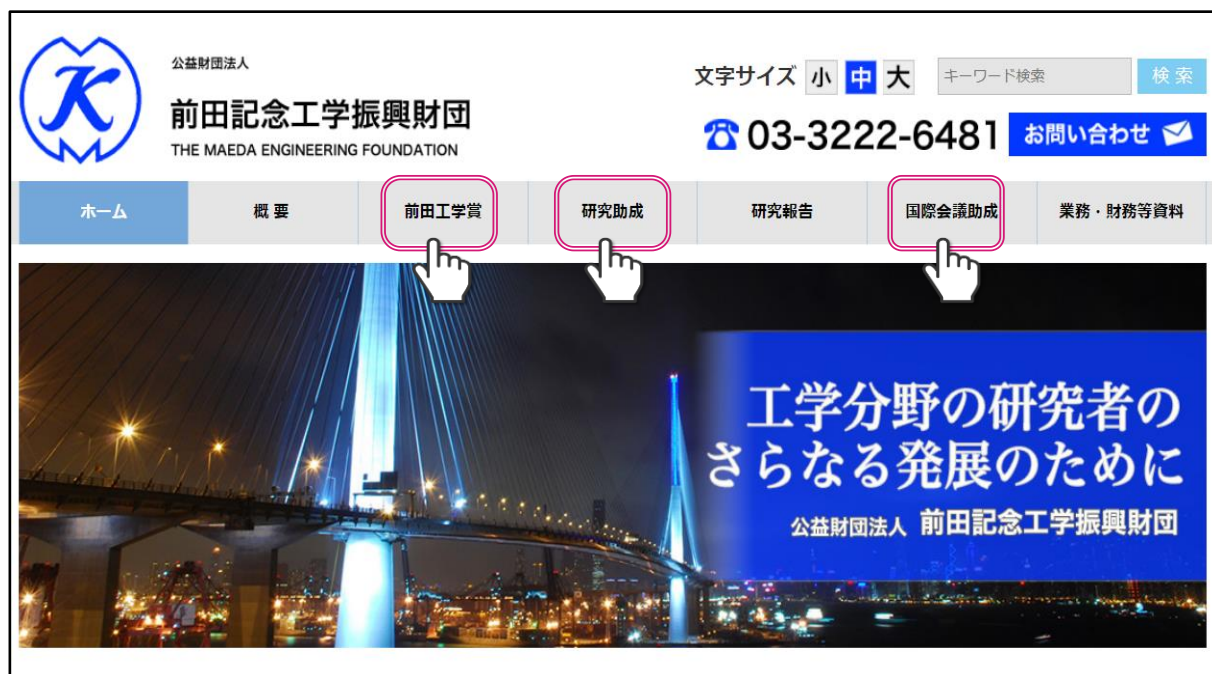 公益財団法人
前田記念工学振興財団
THE MAEDA ENGINEERING FOUNDATION
文字サイズ 小 中 大 キーワード検索 検索
03-3222-6481 お問い合わせ
ホーム 概要 前田工学賞 研究助成 研究報告 国際会議助成 業務・財務等資料
工学分野の研究者の
さらなる発展のために
公益財団法人 前田記念工学振興財団